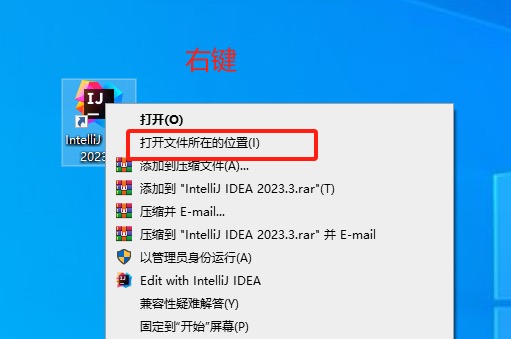 右键
IJ
IntelliJ
2023.
打开(O)
打开文件所在的位置(I)
添加到压缩文件(A)...
添加到 "IntelliJ IDEA 2023.3.rar"(T)
压缩并 E-mail...
压缩到 "IntelliJ IDEA 2023.3.rar" 并 E-mail
以管理员身份运行(A)
Edit with IntelliJ IDEA
兼容性疑难解答(Y)
固定到"开始"屏幕(P)